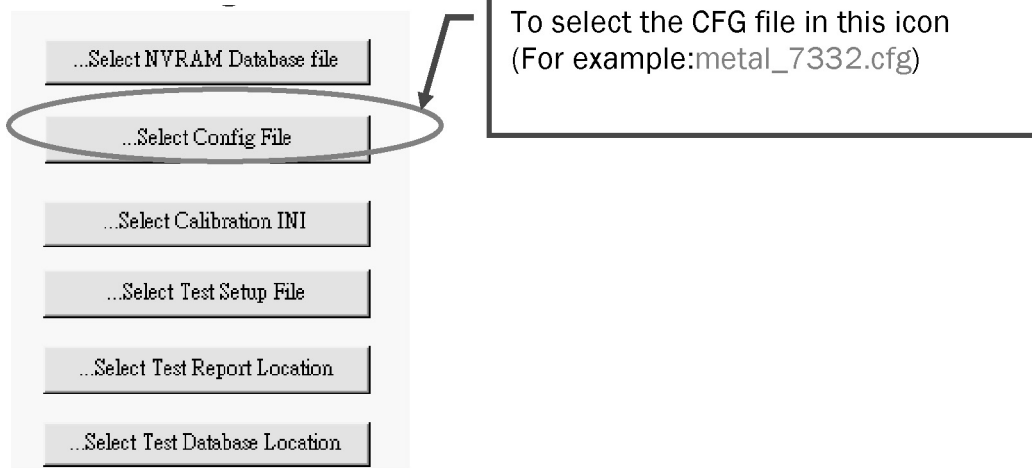 To select the CFG file in this icon
(For example:metal_7332.cfg)
...Select NVRAM Database file
...Select Config File
...Select Calibration INI
...Select Test Setup File
...Select Test Report Location
...Select Test Database Location